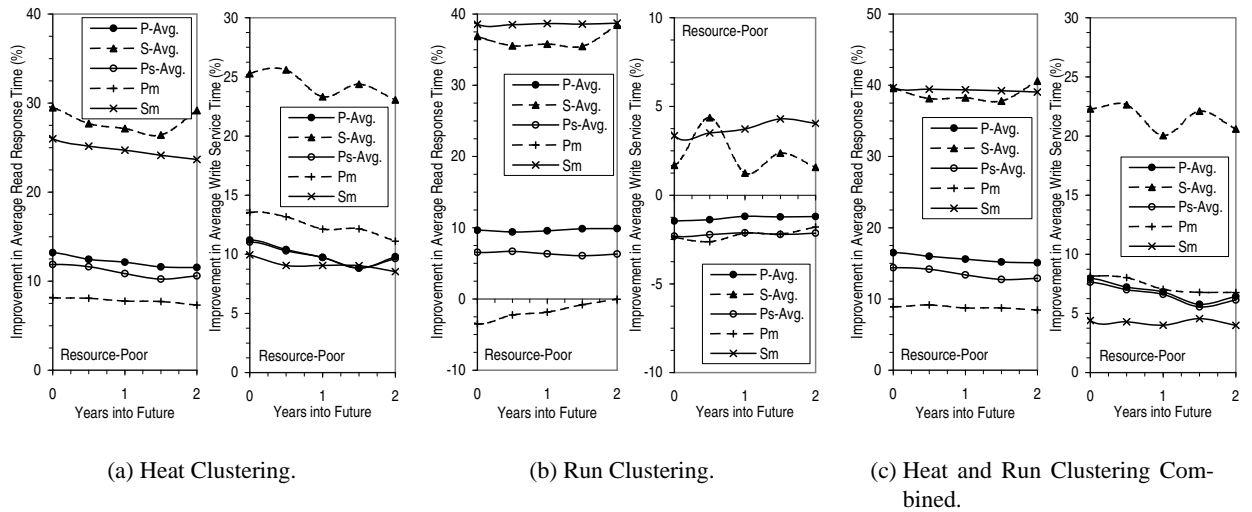 Improvement in Average Read Response Time (%)
40
30
20
10
0
P-Avg.
S-Avg.
Ps-Avg.
Pm
Sm
Resource-Poor
0
1
2
Years into Future
Improvement in Average Write Service Time (%)
30
25
20
15
10
5
0
P-Avg.
S-Avg.
Ps-Avg.
Pm
Sm
Resource-Poor
0
1
2
Years into Future
(a) Heat Clustering.
Improvement in Average Read Response Time (%)
40
30
20
10
0
-10
P-Avg.
S-Avg.
Ps-Avg.
Pm
Sm
Resource-Poor
0
1
2
Years into Future
Improvement in Average Write Service Time (%)
10
5
0
-5
-10
Resource-Poor
P-Avg.
S-Avg.
Ps-Avg.
Pm
Sm
0
1
2
Years into Future
(b) Run Clustering.
Improvement in Average Read Response Time (%)
50
40
30
20
10
0
P-Avg.
S-Avg.
Ps-Avg.
Pm
Sm
Resource-Poor
0
1
2
Years into Future
Improvement in Average Write Service Time (%)
30
25
20
15
10
5
0
P-Avg.
S-Avg.
Ps-Avg.
Pm
Sm
Resource-Poor
0
1
2
Years into Future
(c) Heat and Run Clustering Com-
bined.